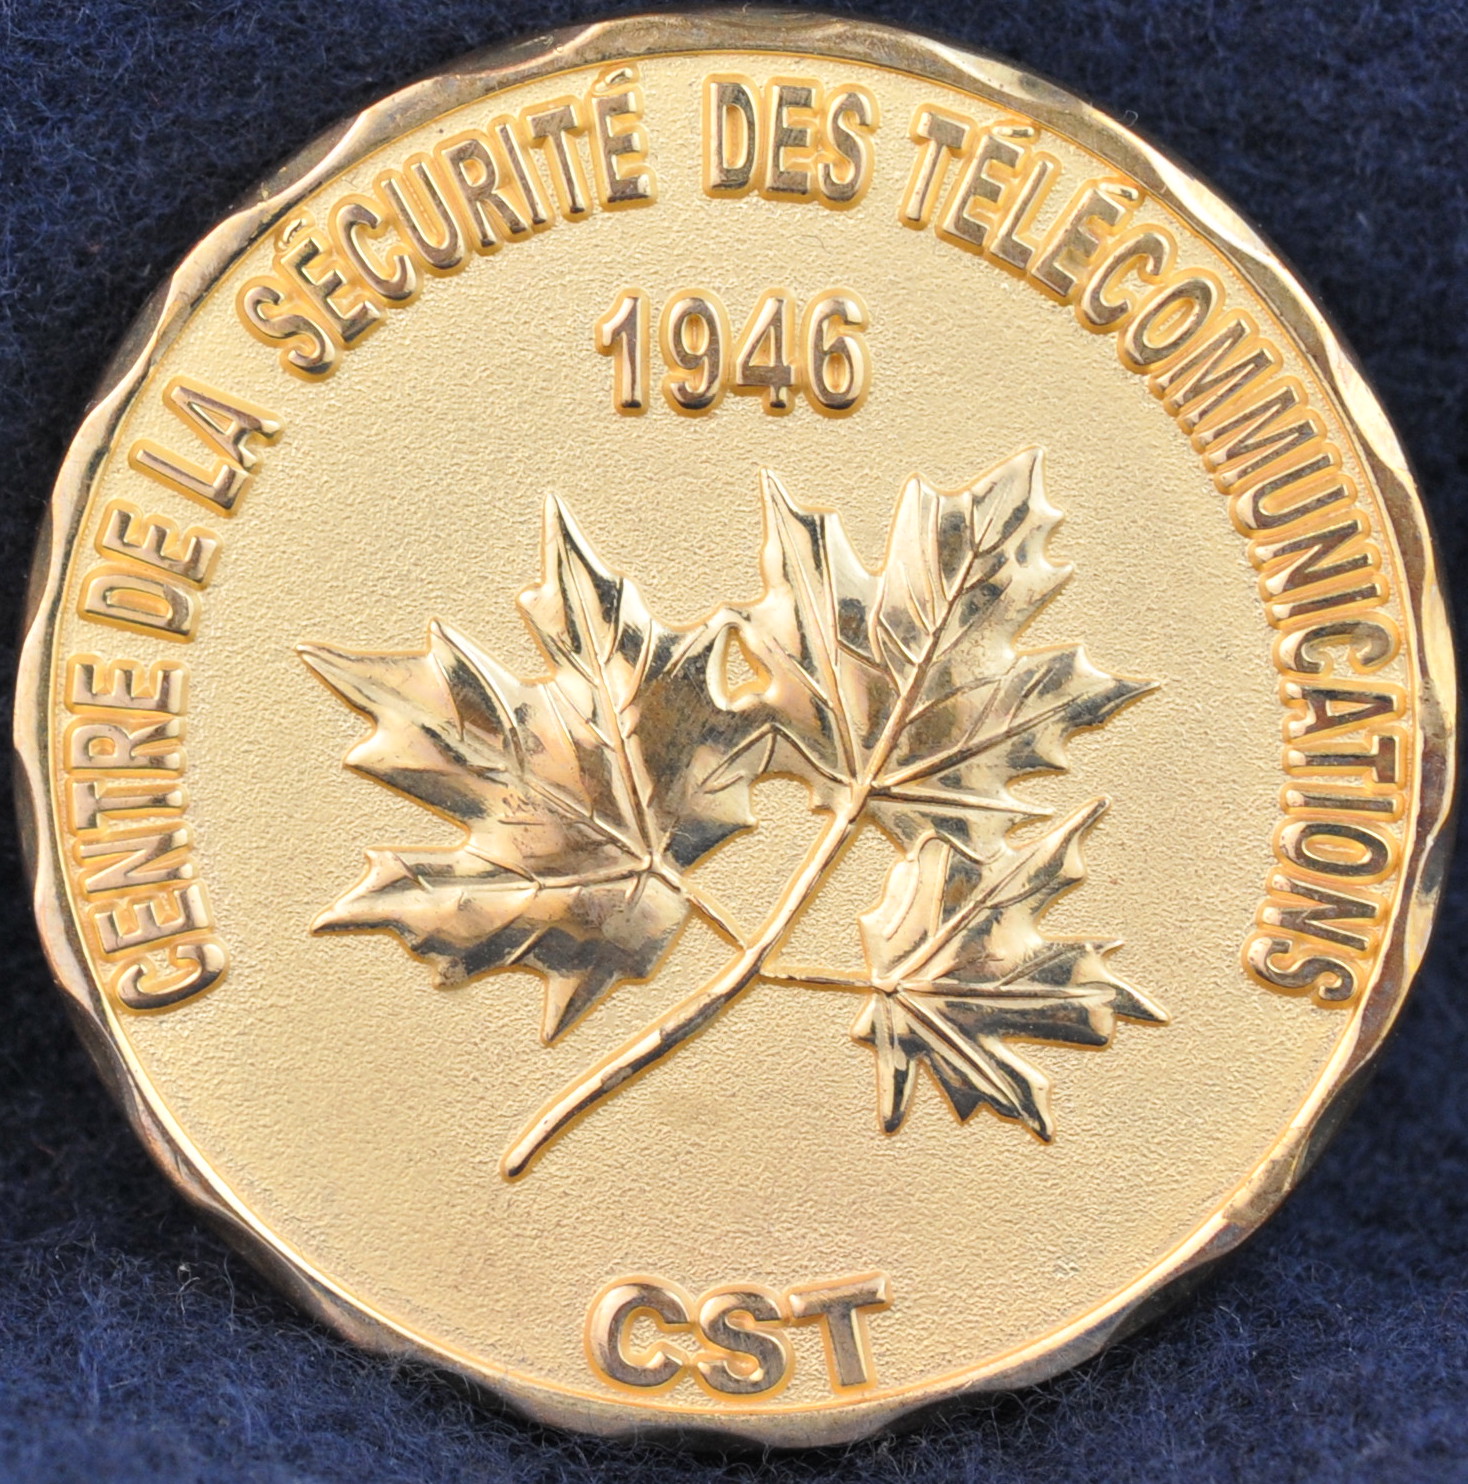 CENTRE DE LA SÉCURITÉ DES TÉLÉCOMMUNICATIONS
1946
CST